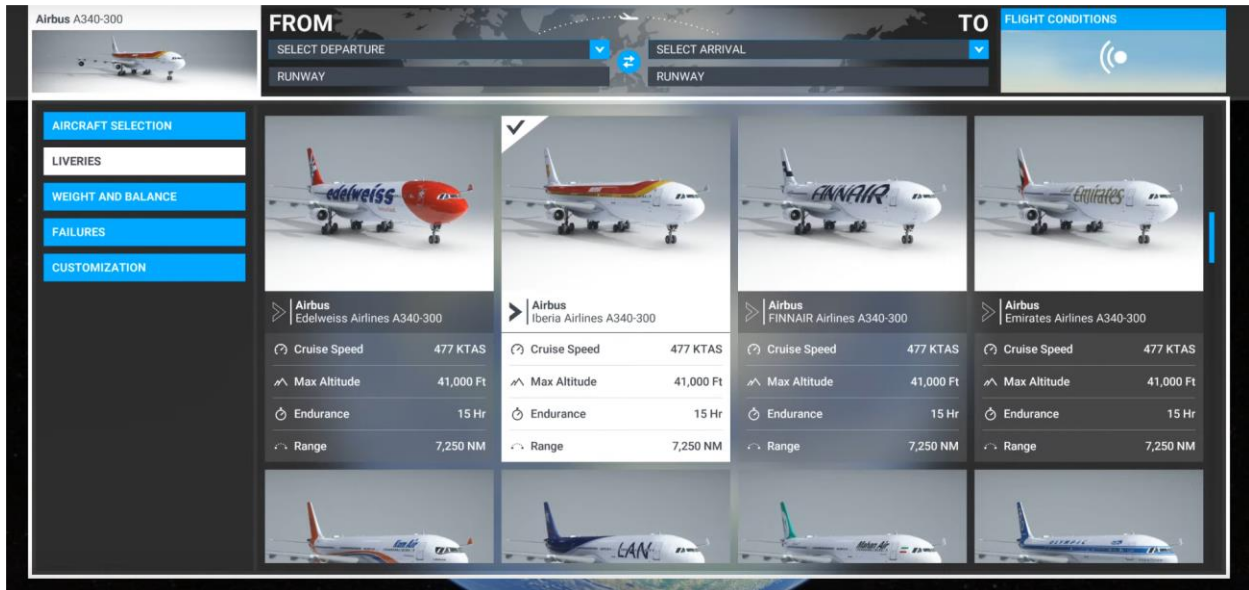 Airbus A340-300
FROM
TO
SELECT DEPARTURE
SELECT ARRIVAL
RUNWAY
RUNWAY
FLIGHT CONDITIONS
AIRCRAFT SELECTION
LIVERIES
WEIGHT AND BALANCE
FAILURES
CUSTOMIZATION
edelweiss
Airbus
Edelweiss Airlines A340-300
Cruise Speed 477 KTAS
Max Altitude 41,000 Ft
Endurance 15 Hr
Range 7,250 NM
Airbus
Iberia Airlines A340-300
Cruise Speed 477 KTAS
Max Altitude 41,000 Ft
Endurance 15 Hr
Range 7,250 NM
FINNAIR
Airbus
FINNAIR Airlines A340-300
Cruise Speed 477 KTAS
Max Altitude 41,000 Ft
Endurance 15 Hr
Range 7,250 NM
Emirates
Airbus
Emirates Airlines A340-300
Cruise Speed 477 KTAS
Max Altitude 41,000 Ft
Endurance 15 Hr
Range 7,250 NM
Kam Air
LAN
Mahan Air
OLYMPIC